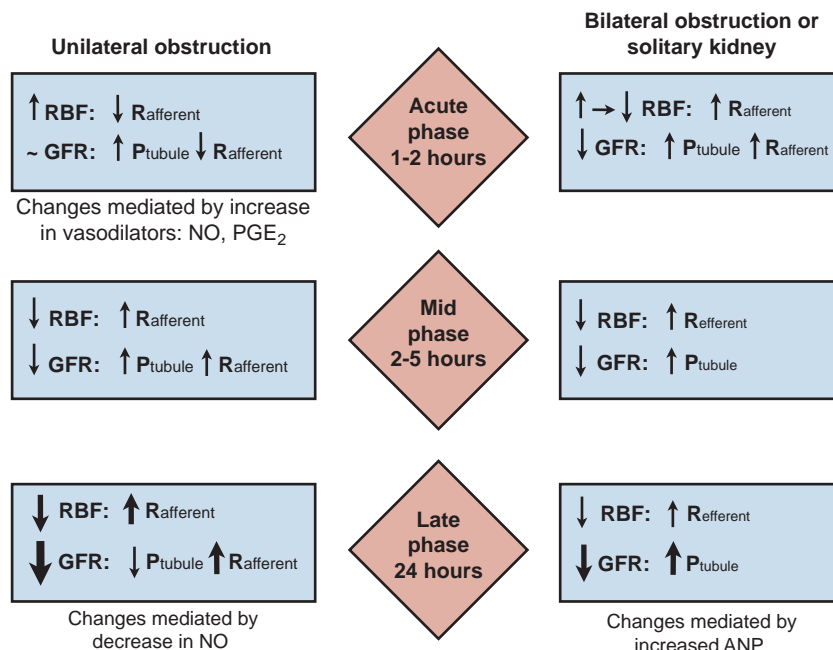 Unilateral obstruction
Bilateral obstruction or
solitary kidney
↑ RBF: ↓ Rafferent
~ GFR: ↑ Ptubule ↓ Rafferent
Changes mediated by increase
in vasodilators: NO, PGE₂
Acute
phase
1-2 hours
↑ → ↓ RBF: ↑ Rafferent
↓ GFR: ↑ Ptubule ↑ Rafferent
↓ RBF: ↑ Rafferent
↓ GFR: ↑ Ptubule ↑ Rafferent
Mid
phase
2-5 hours
↓ RBF: ↑ Refferent
↓ GFR: ↑ Ptubule
↓ RBF: ↑ Rafferent
↓ GFR: ↓ Ptubule ↑ Rafferent
Changes mediated by
decrease in NO
Late
phase
24 hours
↓ RBF: ↑ Refferent
↓ GFR: ↑ Ptubule
Changes mediated by
increased ANP